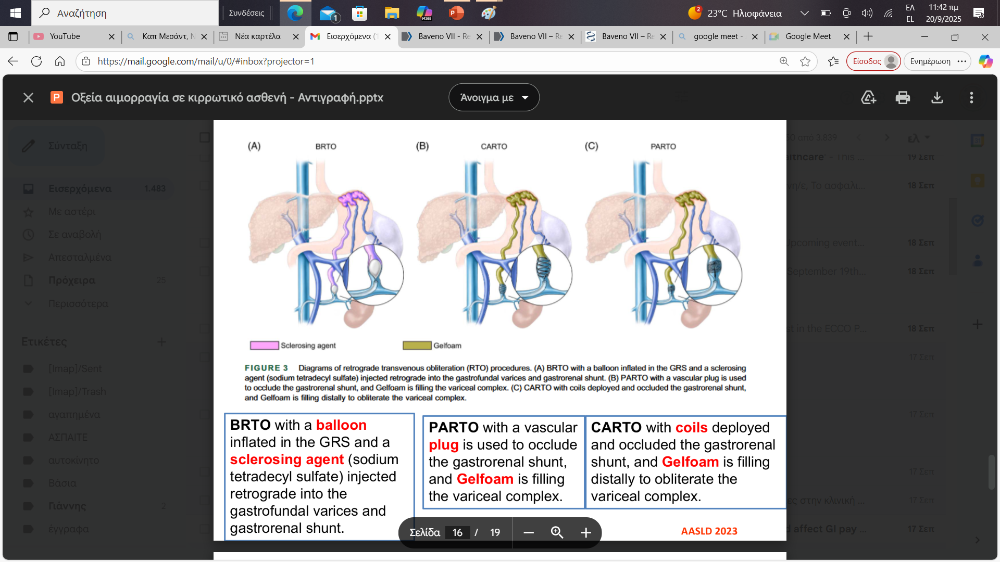 Αναζήτηση
Συνδέσεις
1
M365
2
23°C Ηλιοφάνεια
ΕΛ
EL
11:42 πμ
20/9/2025
YouTube
Καπ Μεσάντ, Ν
Νέα καρτέλα
Εισερχόμενα (1
Baveno VII - Re
Baveno VII – Re
Baveno VII – Re
google meet -
Google Meet
https://mail.google.com/mail/u/0/#inbox?projector=1
Είσοδος
Ενημέρωση
Οξεία αιμορραγία σε κιρρωτικό ασθενή - Αντιγραφή.pptx
Άνοιγμα με
Σύνταξη
Εισερχόμενα 1.483
Με αστέρι
Σε αναβολή
Απεσταλμένα
Πρόχειρα 25
Περισσότερα
Ετικέτες
[Imap]/Sent
[Imap]/Trash
αγαπημένα
ΑΣΠΑΙΤΕ
αυτοκίνητο
Βάσια
Γιάννης 2
έγγραφα
(A) BRTO
(B) CARTO
(C) PARTO
Sclerosing agent
Gelfoam
FIGURE 3 Diagrams of retrograde transvenous obliteration (RTO) procedures. (A) BRTO with a balloon inflated in the GRS and a sclerosing
agent (sodium tetradecyl sulfate) injected retrograde into the gastrofundal varices and gastrorenal shunt. (B) PARTO with a vascular plug is used
to occlude the gastrorenal shunt, and Gelfoam is filling the variceal complex. (C) CARTO with coils deployed and occluded the gastrorenal shunt,
and Gelfoam is filling distally to obliterate the variceal complex.
BRTO with a balloon
inflated in the GRS and a
sclerosing agent (sodium
tetradecyl sulfate) injected
retrograde into the
gastrofundal varices and
gastrorenal shunt.
PARTO with a vascular
plug is used to occlude
the gastrorenal shunt,
and Gelfoam is filling
the variceal complex.
CARTO with coils deployed
and occluded the gastrorenal
shunt, and Gelfoam is filling
distally to obliterate the
variceal complex.
AASLD 2023
Σελίδα 16 / 19
από 3.839
ελ
- This ...
19 Σεπ
Το ασφαλι...
18 Σεπ
Upcoming event...
18 Σεπ
September 19th...
18 Σεπ
st in the ECCO P...
18 Σεπ
17 Σεπ
17 Σεπ
17 Σεπ
ες στην κλινική ...
17 Σεπ
d affect GI pay ...
17 Σεπ